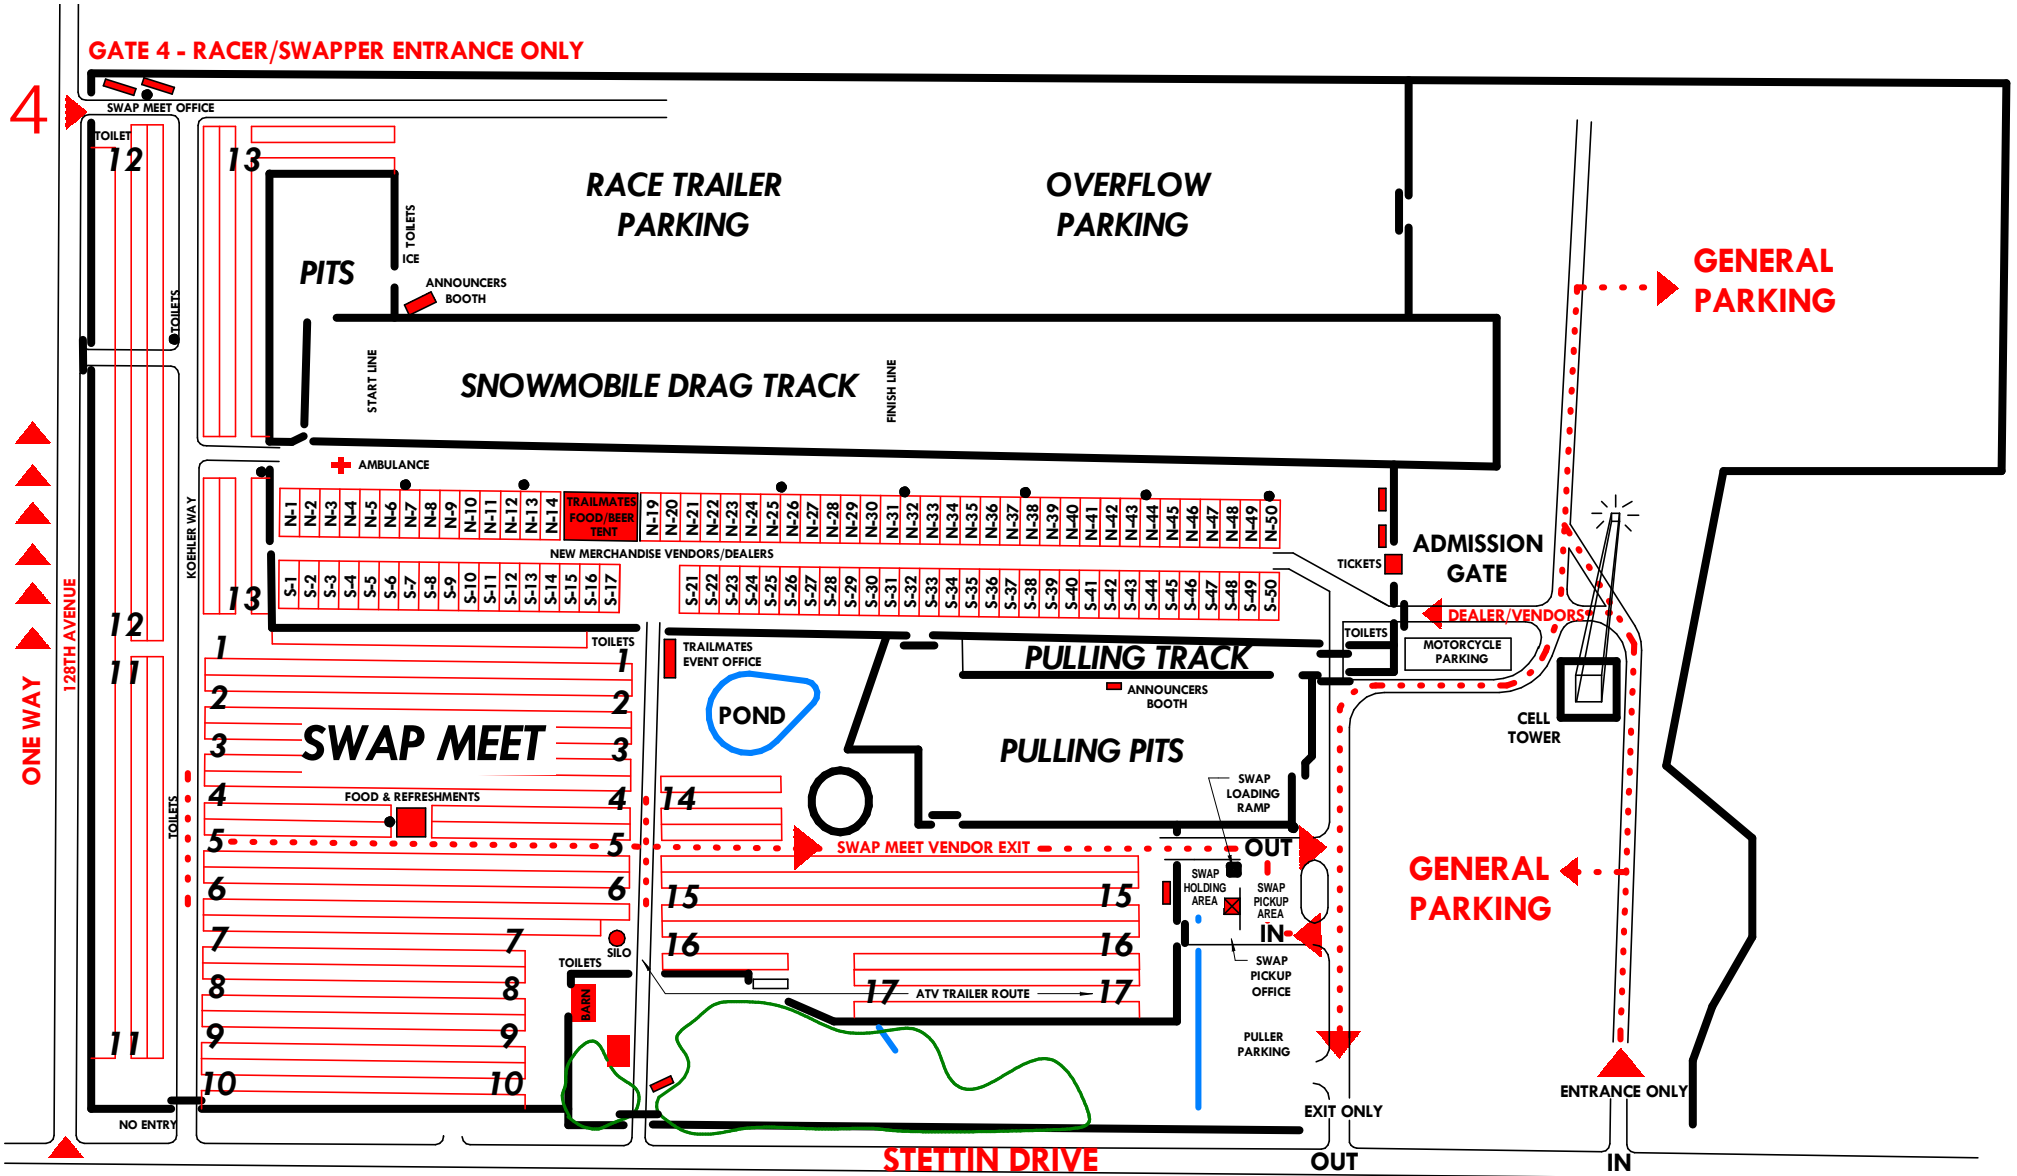 GATE 4 - RACER/SWAPPER ENTRANCE ONLY
4
SWAP MEET OFFICE
TOILET
12
13
RACE TRAILER
PARKING
OVERFLOW
PARKING
TOILETS
ICE
PITS
ANNOUNCERS
BOOTH
GENERAL
PARKING
TOILETS
START LINE
SNOWMOBILE DRAG TRACK
FINISH LINE
AMBULANCE
KOEHLER WAY
N-1
N-2
N-3
N-4
N-5
N-6
N-7
N-8
N-9
N-10
N-11
N-12
N-13
N-14
TRAILMATES
FOOD/BEER
TENT
N-19
N-20
N-21
N-22
N-23
N-24
N-25
N-26
N-27
N-28
N-29
N-30
N-31
N-32
N-33
N-34
N-35
N-36
N-37
N-38
N-39
N-40
N-41
N-42
N-43
N-44
N-45
N-46
N-47
N-48
N-49
N-50
NEW MERCHANDISE VENDORS/DEALERS
ADMISSION
GATE
TICKETS
S-1
S-2
S-3
S-4
S-5
S-6
S-7
S-8
S-9
S-10
S-11
S-12
S-13
S-14
S-15
S-16
S-17
S-21
S-22
S-23
S-24
S-25
S-26
S-27
S-28
S-29
S-30
S-31
S-32
S-33
S-34
S-35
S-36
S-37
S-38
S-39
S-40
S-41
S-42
S-43
S-44
S-45
S-46
S-47
S-48
S-49
S-50
13
12
DEALER/VENDORS
TOILETS
MOTORCYCLE
PARKING
128TH AVENUE
ONE WAY
11
1
TOILETS
1
TRAILMATES
EVENT OFFICE
PULLING TRACK
ANNOUNCERS
BOOTH
2
2
POND
CELL
TOWER
3
SWAP MEET
3
PULLING PITS
SWAP
LOADING
RAMP
TOILETS
4
FOOD & REFRESHMENTS
4
14
5
5
SWAP MEET VENDOR EXIT
OUT
6
6
15
15
SWAP
HOLDING
AREA
SWAP
PICKUP
AREA
GENERAL
PARKING
IN
7
7
SILO
16
16
TOILETS
SWAP
PICKUP
OFFICE
8
8
BARN
17
ATV TRAILER ROUTE
17
11
9
9
PULLER
PARKING
10
10
NO ENTRY
EXIT ONLY
ENTRANCE ONLY
STETTIN DRIVE
OUT
IN